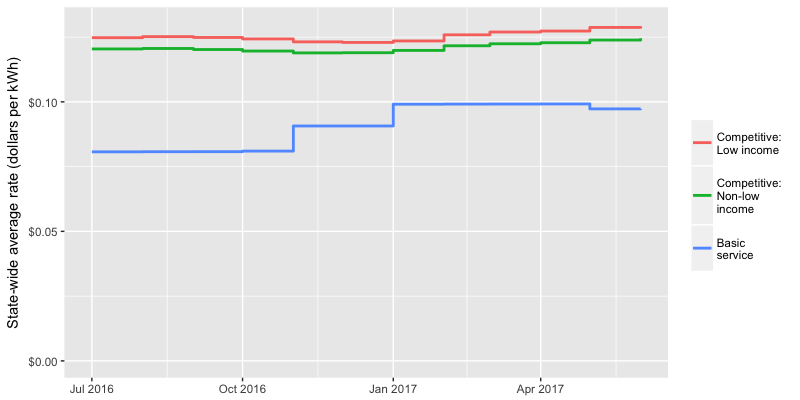 State-wide average rate (dollars per kWh)
$0.10
$0.05
$0.00
Jul 2016
Oct 2016
Jan 2017
Apr 2017
Competitive:
Low income
Competitive:
Non-low
income
Basic
service